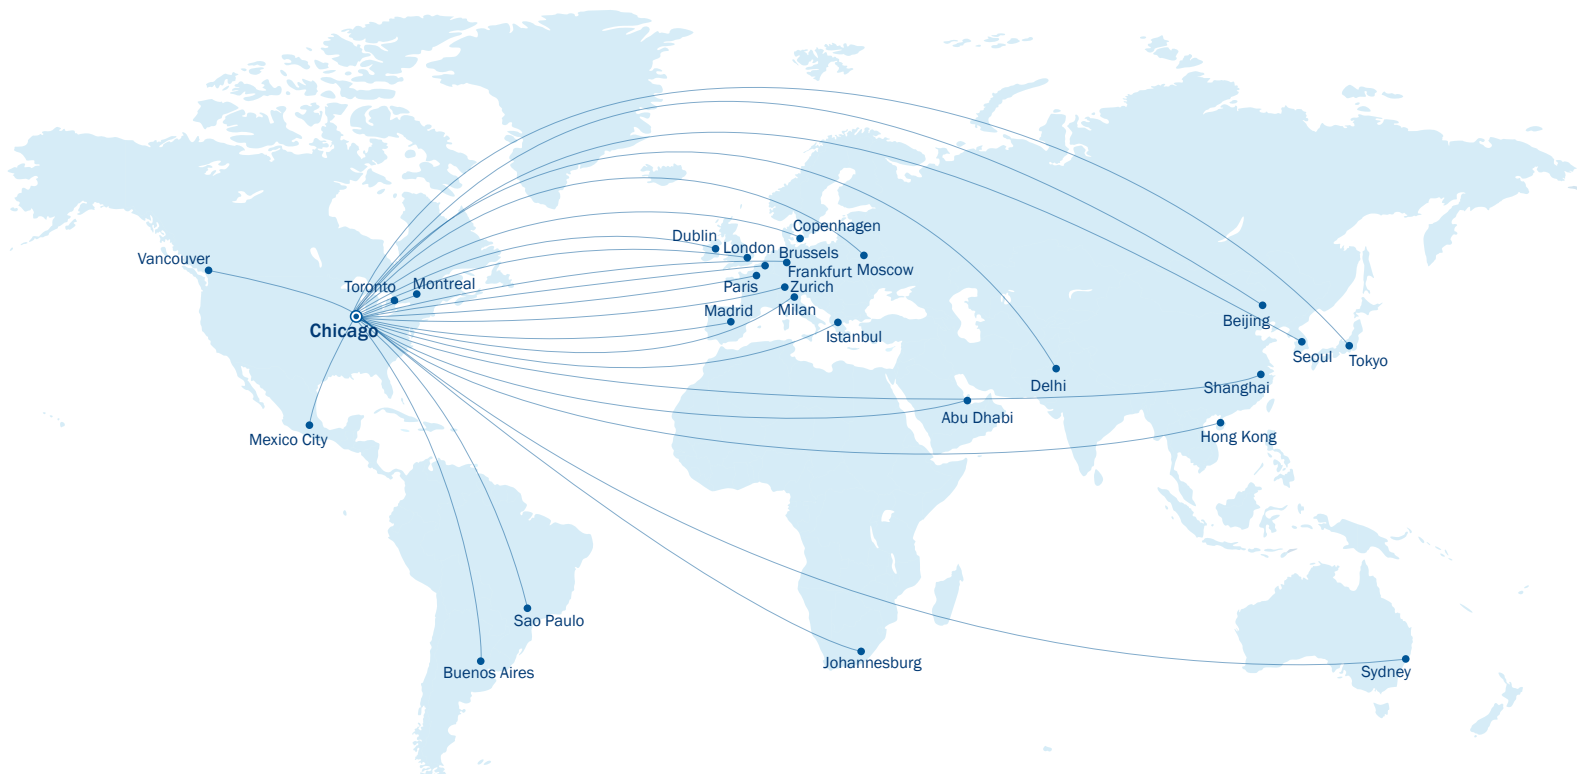 Copenhagen
Dublin
London
Brussels
Vancouver
Frankfurt
Moscow
Toronto
Montreal
Paris
Zurich
Madrid
Milan
Chicago
Istanbul
Beijing
Seoul
Tokyo
Delhi
Shanghai
Abu Dhabi
Mexico City
Hong Kong
Sao Paulo
Buenos Aires
Johannesburg
Sydney